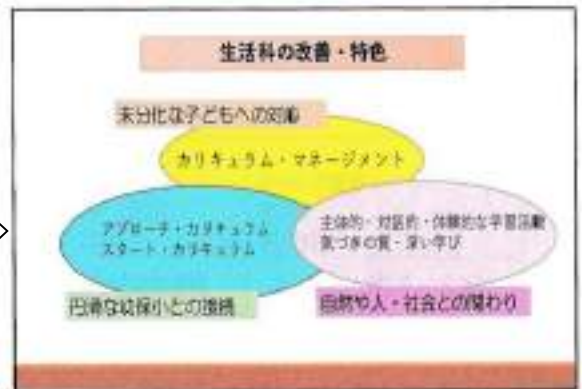 生活科の改善・特色
未分化な子どもへの対応
カリキュラム・マネージメント
アプローチ・カリキュラム
スタート・カリキュラム
主体的・対話的・体験的な学習活動
気づきの質・深い学び
円滑な幼保小との接続
自然や人・社会との関わり